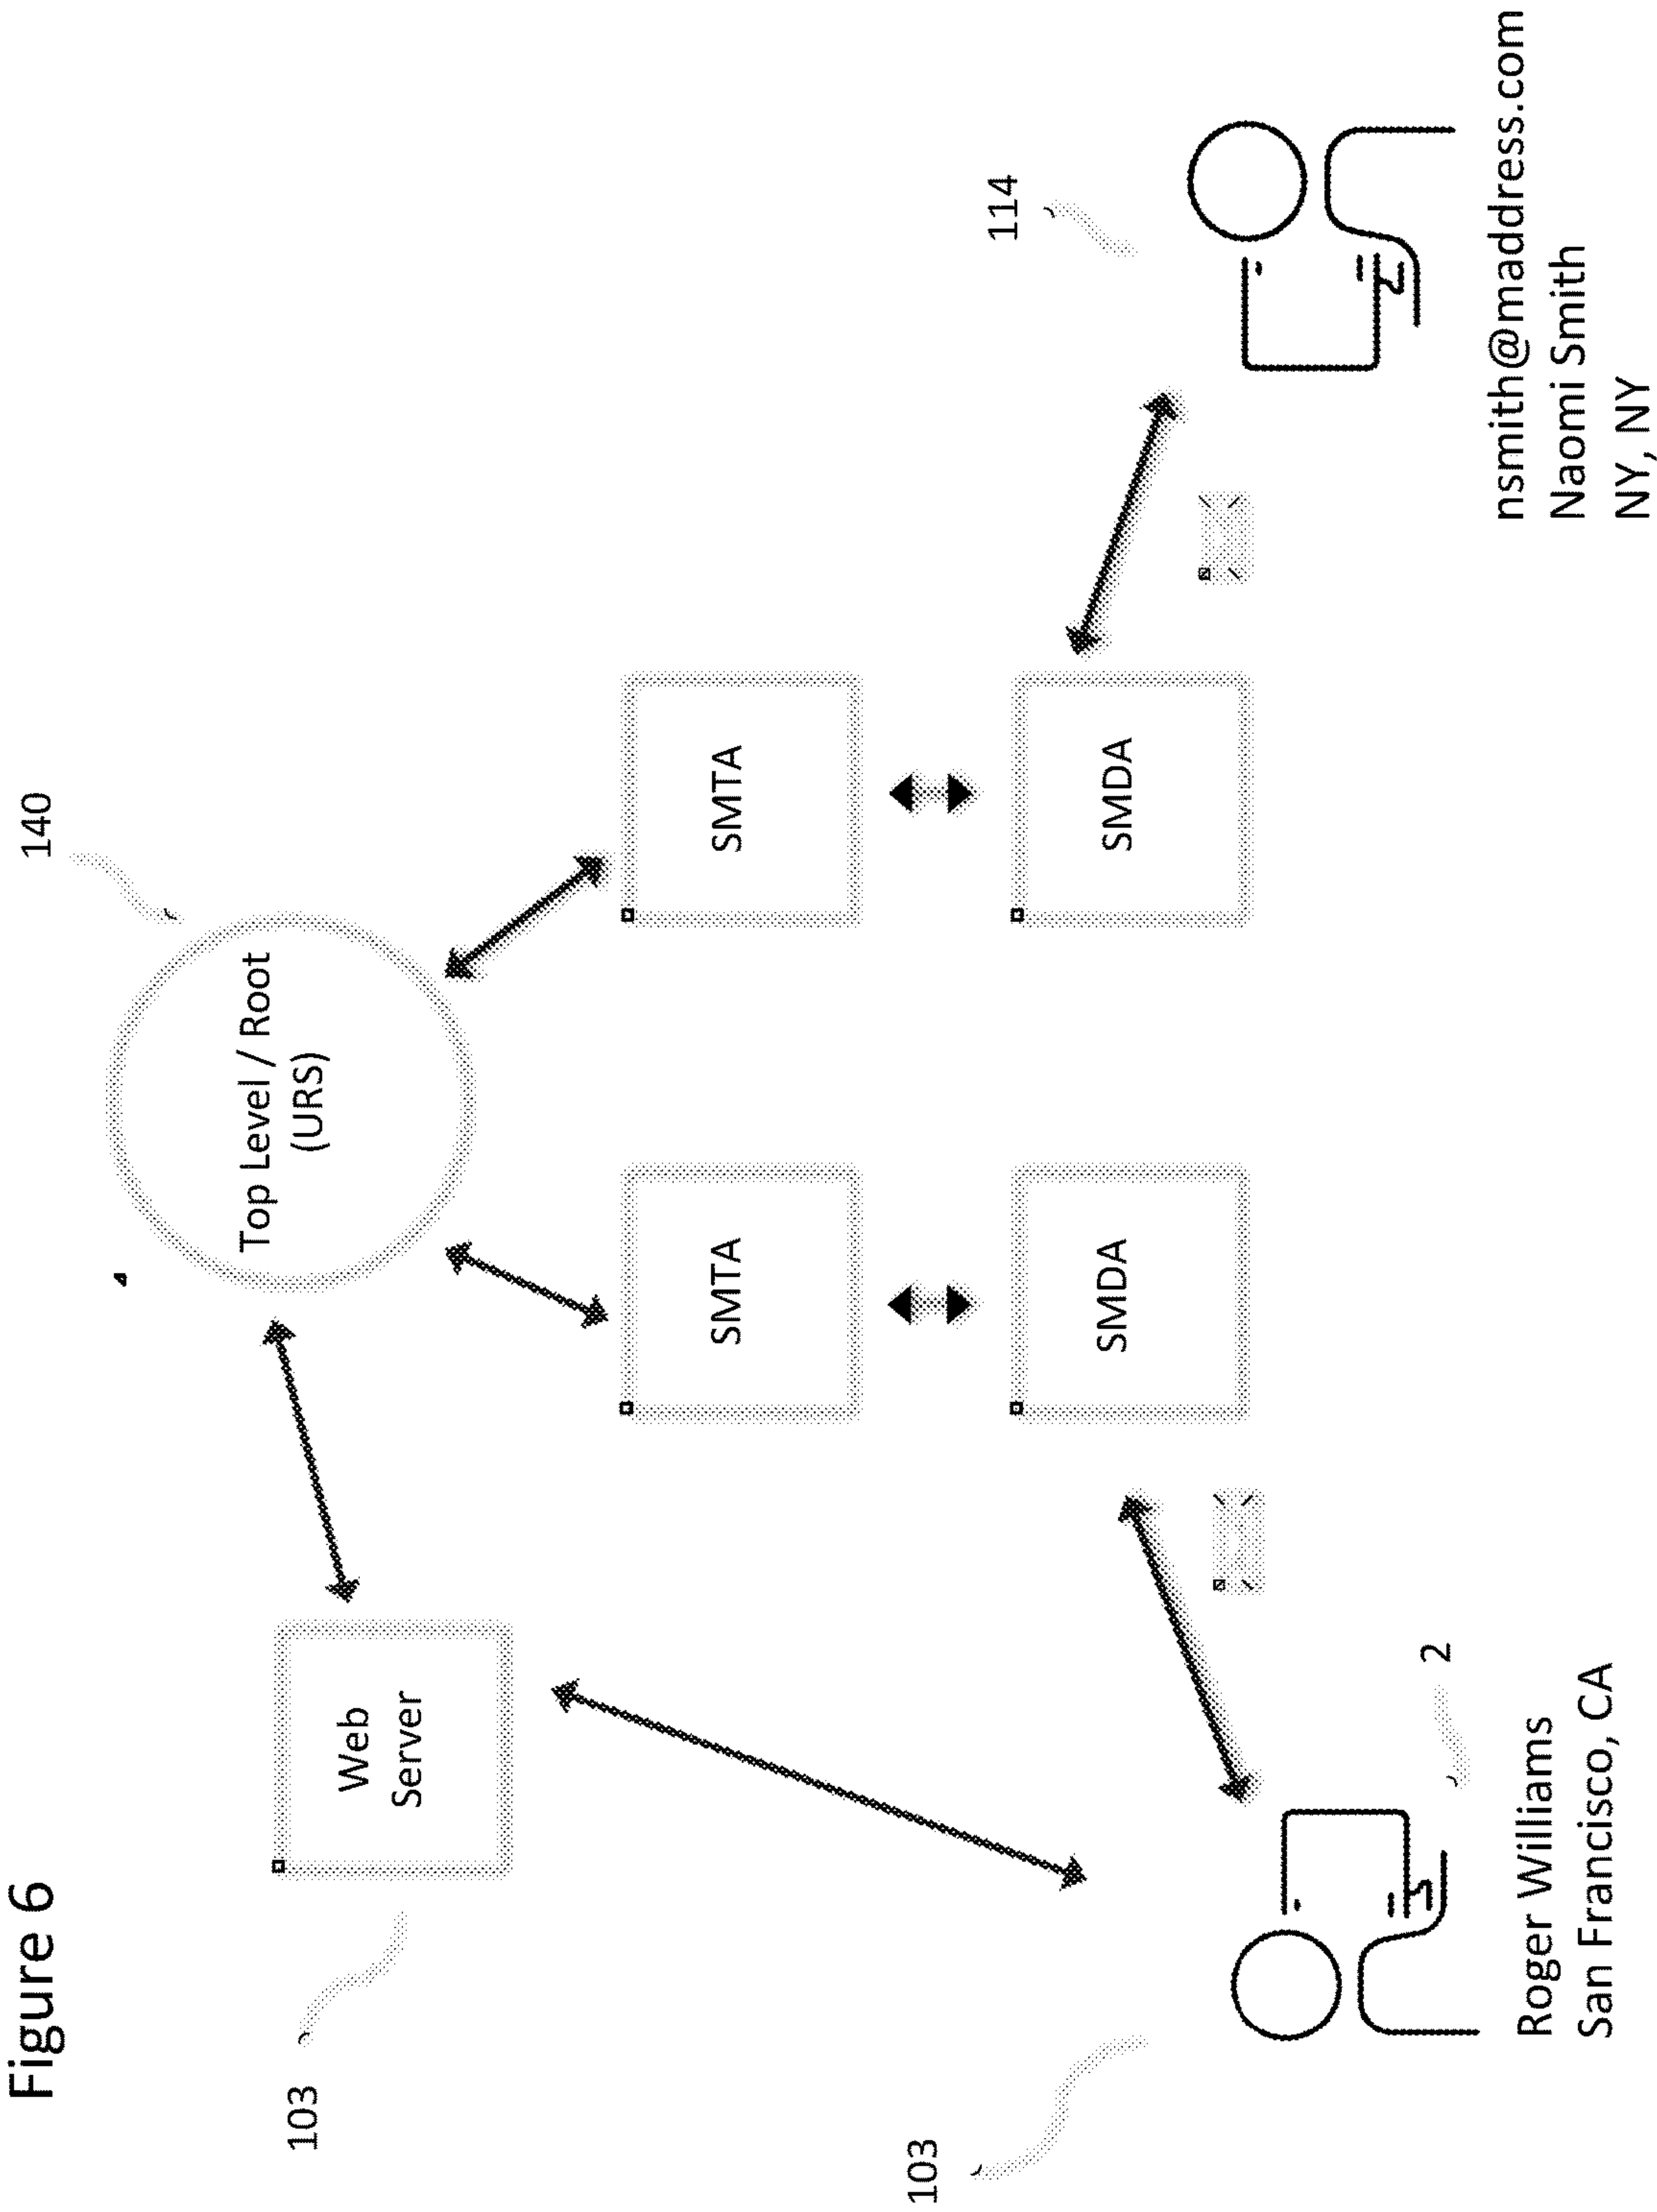 Figure 6
140
Top Level / Root
(URS)
103
Web
Server
SMTA
SMTA
114
SMDA
SMDA
103
2
Roger Williams
San Francisco, CA
nsmith@maddress.com
Naomi Smith
NY, NY